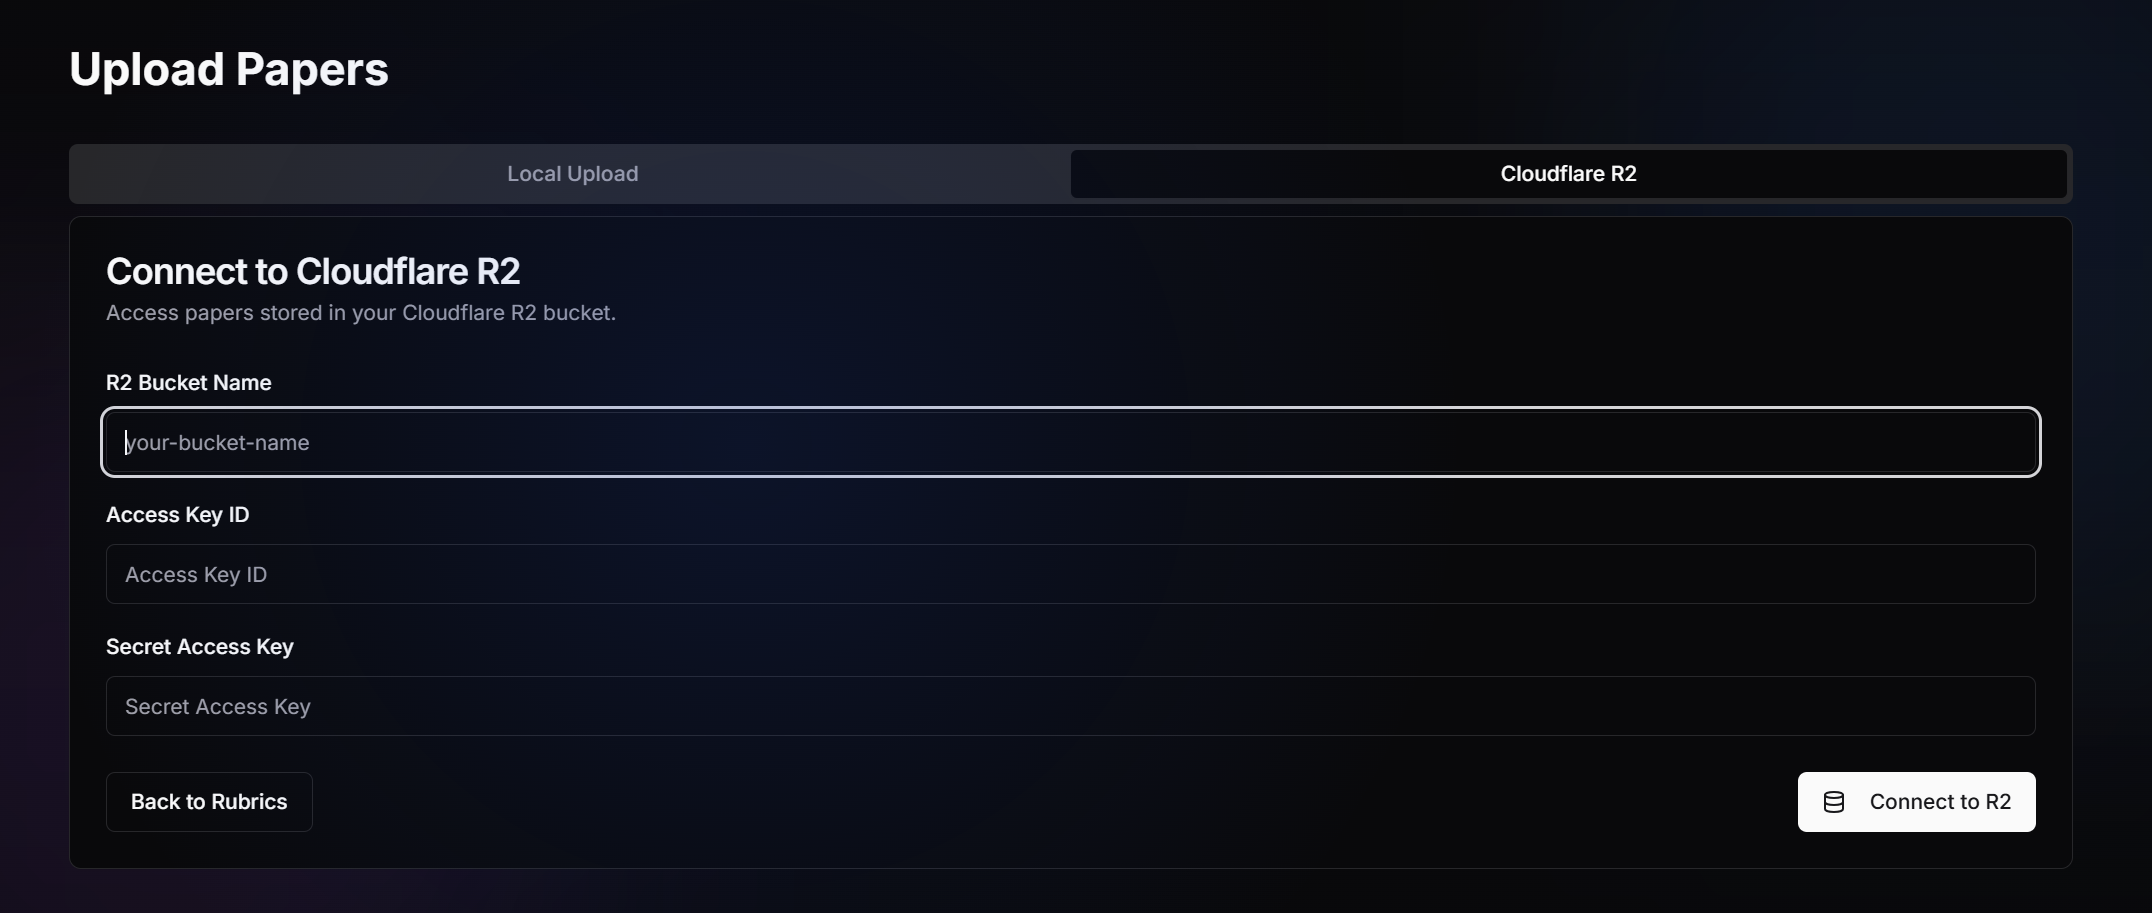 Upload Papers
Local Upload
Cloudflare R2
Connect to Cloudflare R2
Access papers stored in your Cloudflare R2 bucket.
R2 Bucket Name
your-bucket-name
Access Key ID
Access Key ID
Secret Access Key
Secret Access Key
Back to Rubrics
Connect to R2